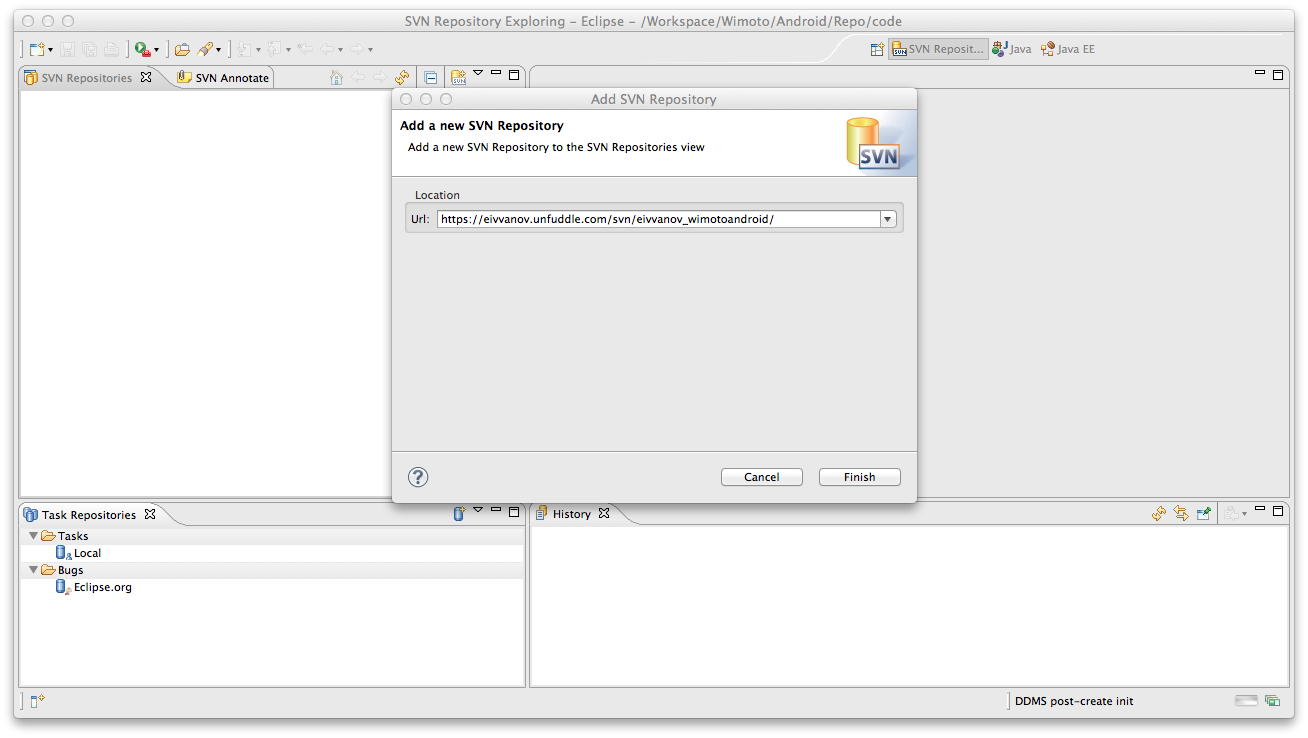 SVN Repository Exploring – Eclipse – /Workspace/Wimoto/Android/Repo/code
SVN Reposit... Java Java EE
SVN Repositories SVN Annotate
SVN
Add SVN Repository
Add a new SVN Repository
Add a new SVN Repository to the SVN Repositories view
SVN
Location
Url: https://eivvanov.unfuddle.com/svn/eivvanov_wimotoandroid/
? Cancel Finish
Task Repositories
Tasks
Local
Bugs
Eclipse.org
History
DDMS post-create init